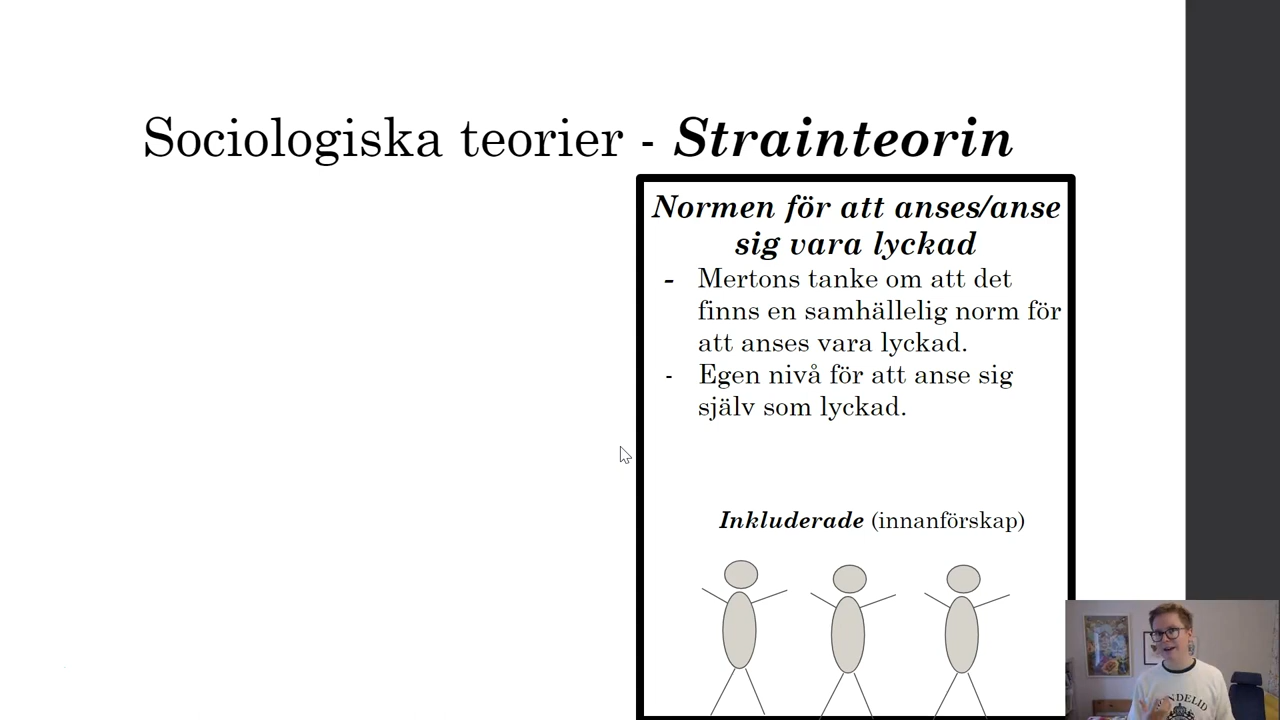 Sociologiska teorier - Strainteorin
Normen för att anses/anse
sig vara lyckad
- Mertons tanke om att det
finns en samhällelig norm för
att anses vara lyckad.
- Egen nivå för att anse sig
själv som lyckad.
Inkluderade (innanförskap)